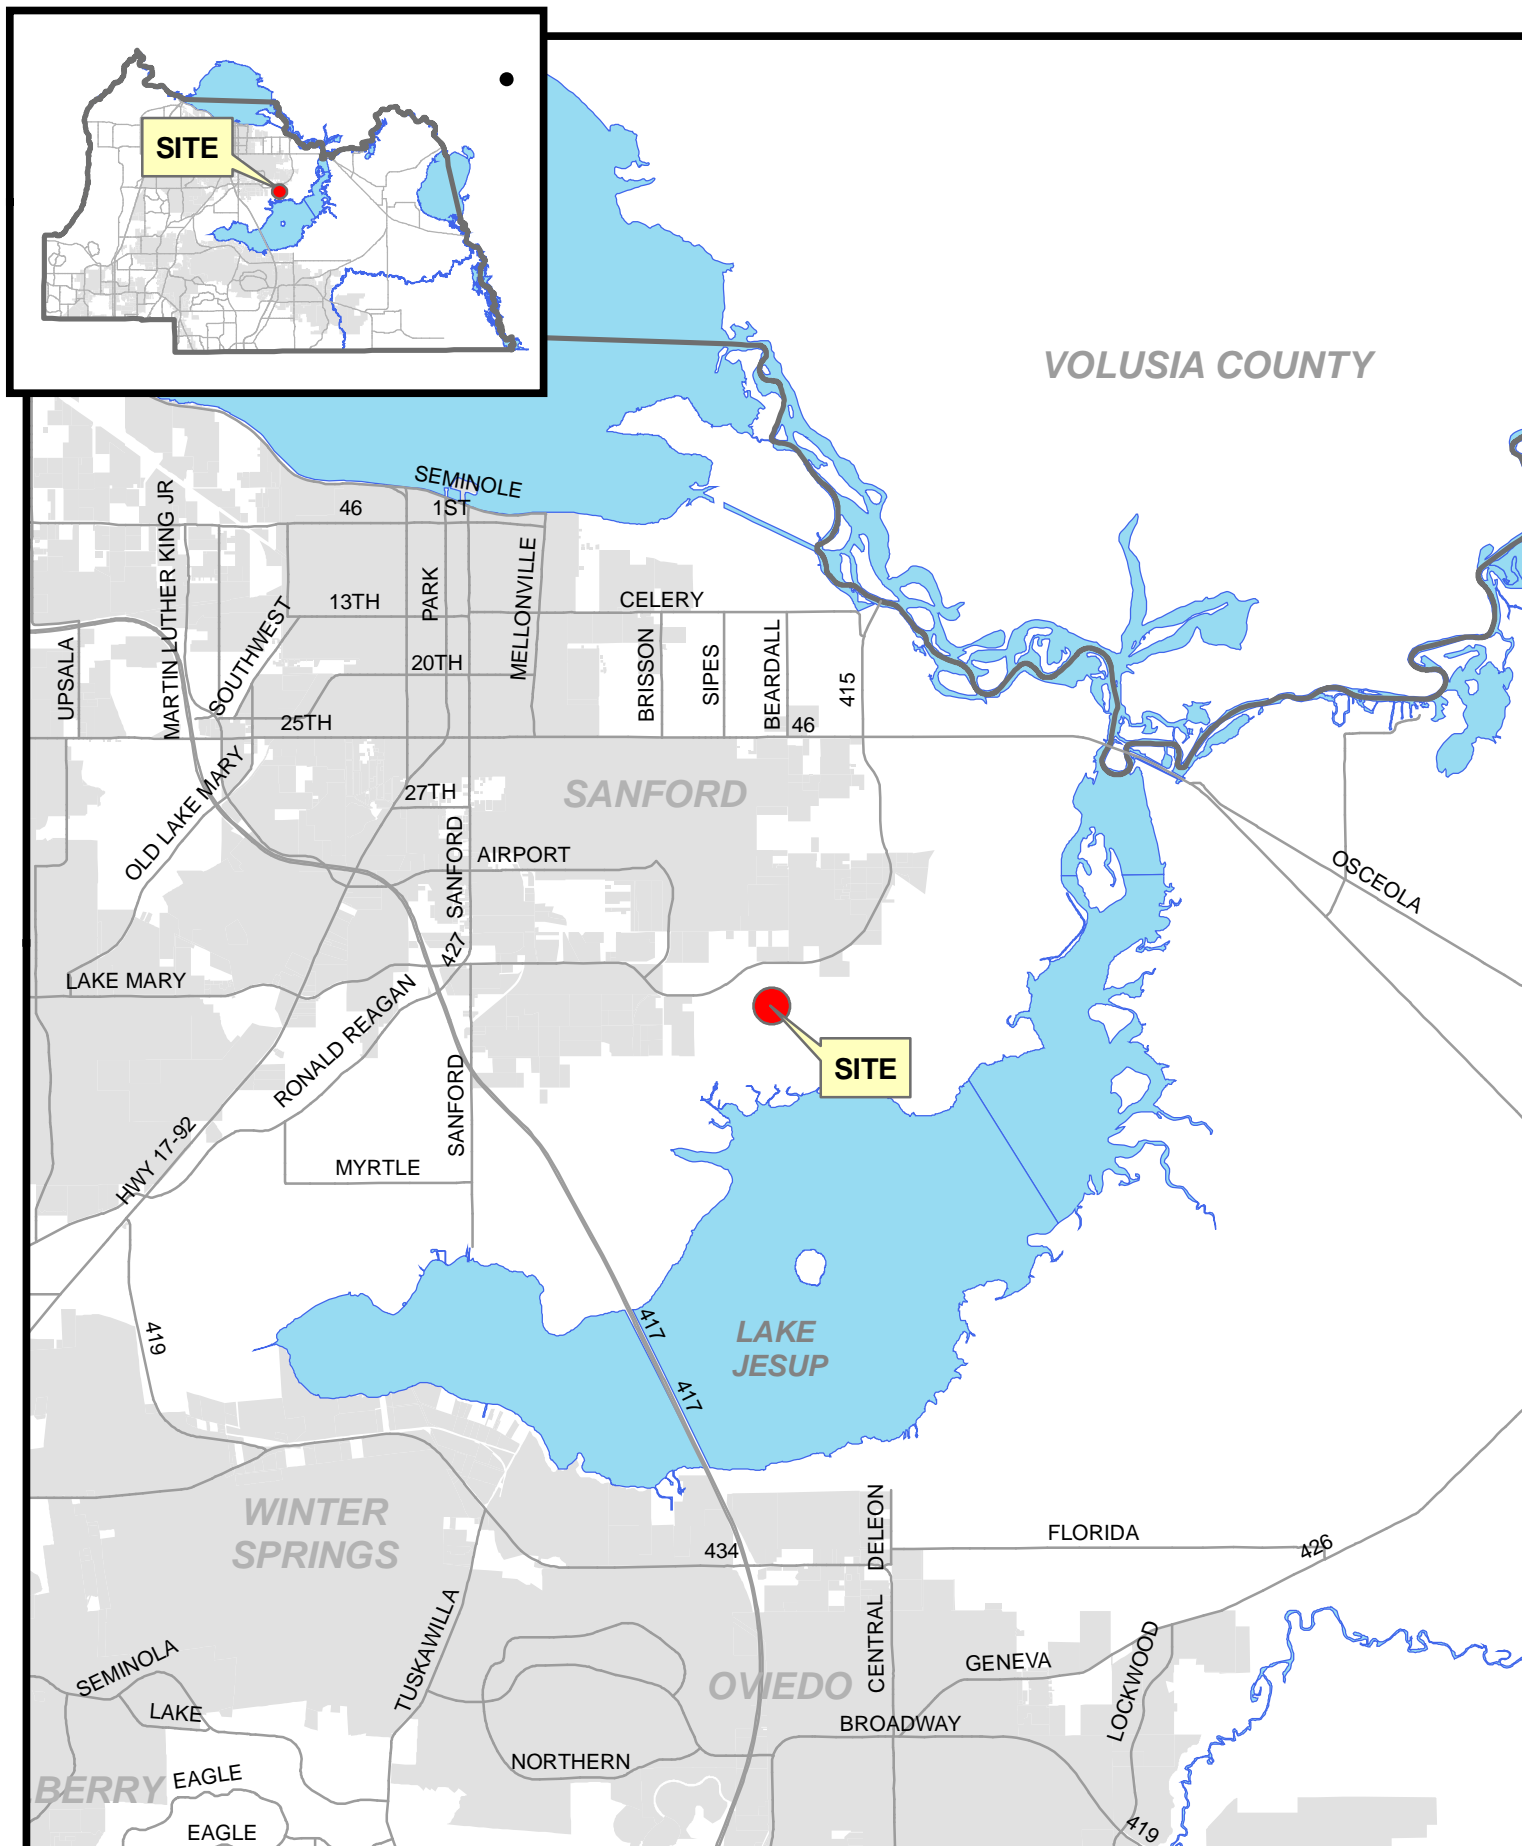 SITE
VOLUSIA COUNTY
SEMINOLE
46
1ST
MARTIN LUTHER KING JR
13TH
PARK
MELLONVILLE
CELERY
SOUTHWEST
UPSALA
20TH
BRISSON
SIPES
BEARDALL
415
25TH
46
OLD LAKE MARY
27TH
SANFORD
SANFORD
AIRPORT
OSCEOLA
427
LAKE MARY
RONALD REAGAN
SITE
SANFORD
HWY 17-92
MYRTLE
419
417
LAKE
JESUP
417
WINTER
SPRINGS
434
DELEON
FLORIDA
426
TUSKAWILLA
CENTRAL
SEMINOLA
GENEVA
LOCKWOOD
OVIEDO
LAKE
BROADWAY
NORTHERN
BERRY
EAGLE
EAGLE
419